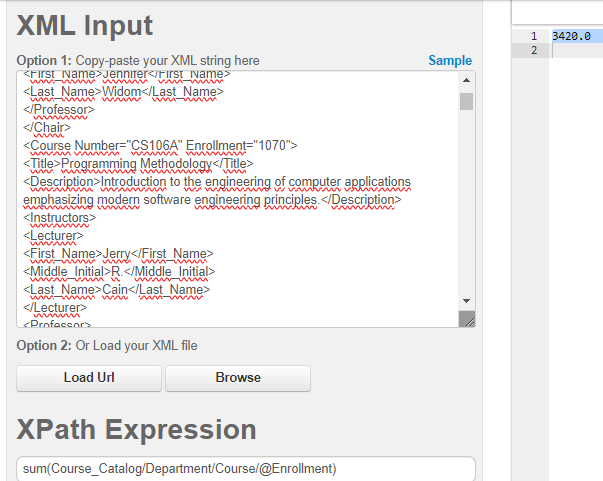 XML Input
Option 1: Copy-paste your XML string here
Sample
<First_Name>Jennifer</First_Name>
<Last_Name>Widom</Last_Name>
</Professor>
</Chair>
<Course Number="CS106A" Enrollment="1070">
<Title>Programming Methodology</Title>
<Description>Introduction to the engineering of computer applications
emphasizing modern software engineering principles.</Description>
<Instructors>
<Lecturer>
<First_Name>Jerry</First_Name>
<Middle_Initial>R.</Middle_Initial>
<Last_Name>Cain</Last_Name>
</Lecturer>
<Professor>
Option 2: Or Load your XML file
Load Url
Browse
XPath Expression
sum(Course_Catalog/Department/Course/@Enrollment)
1 3420.0
2